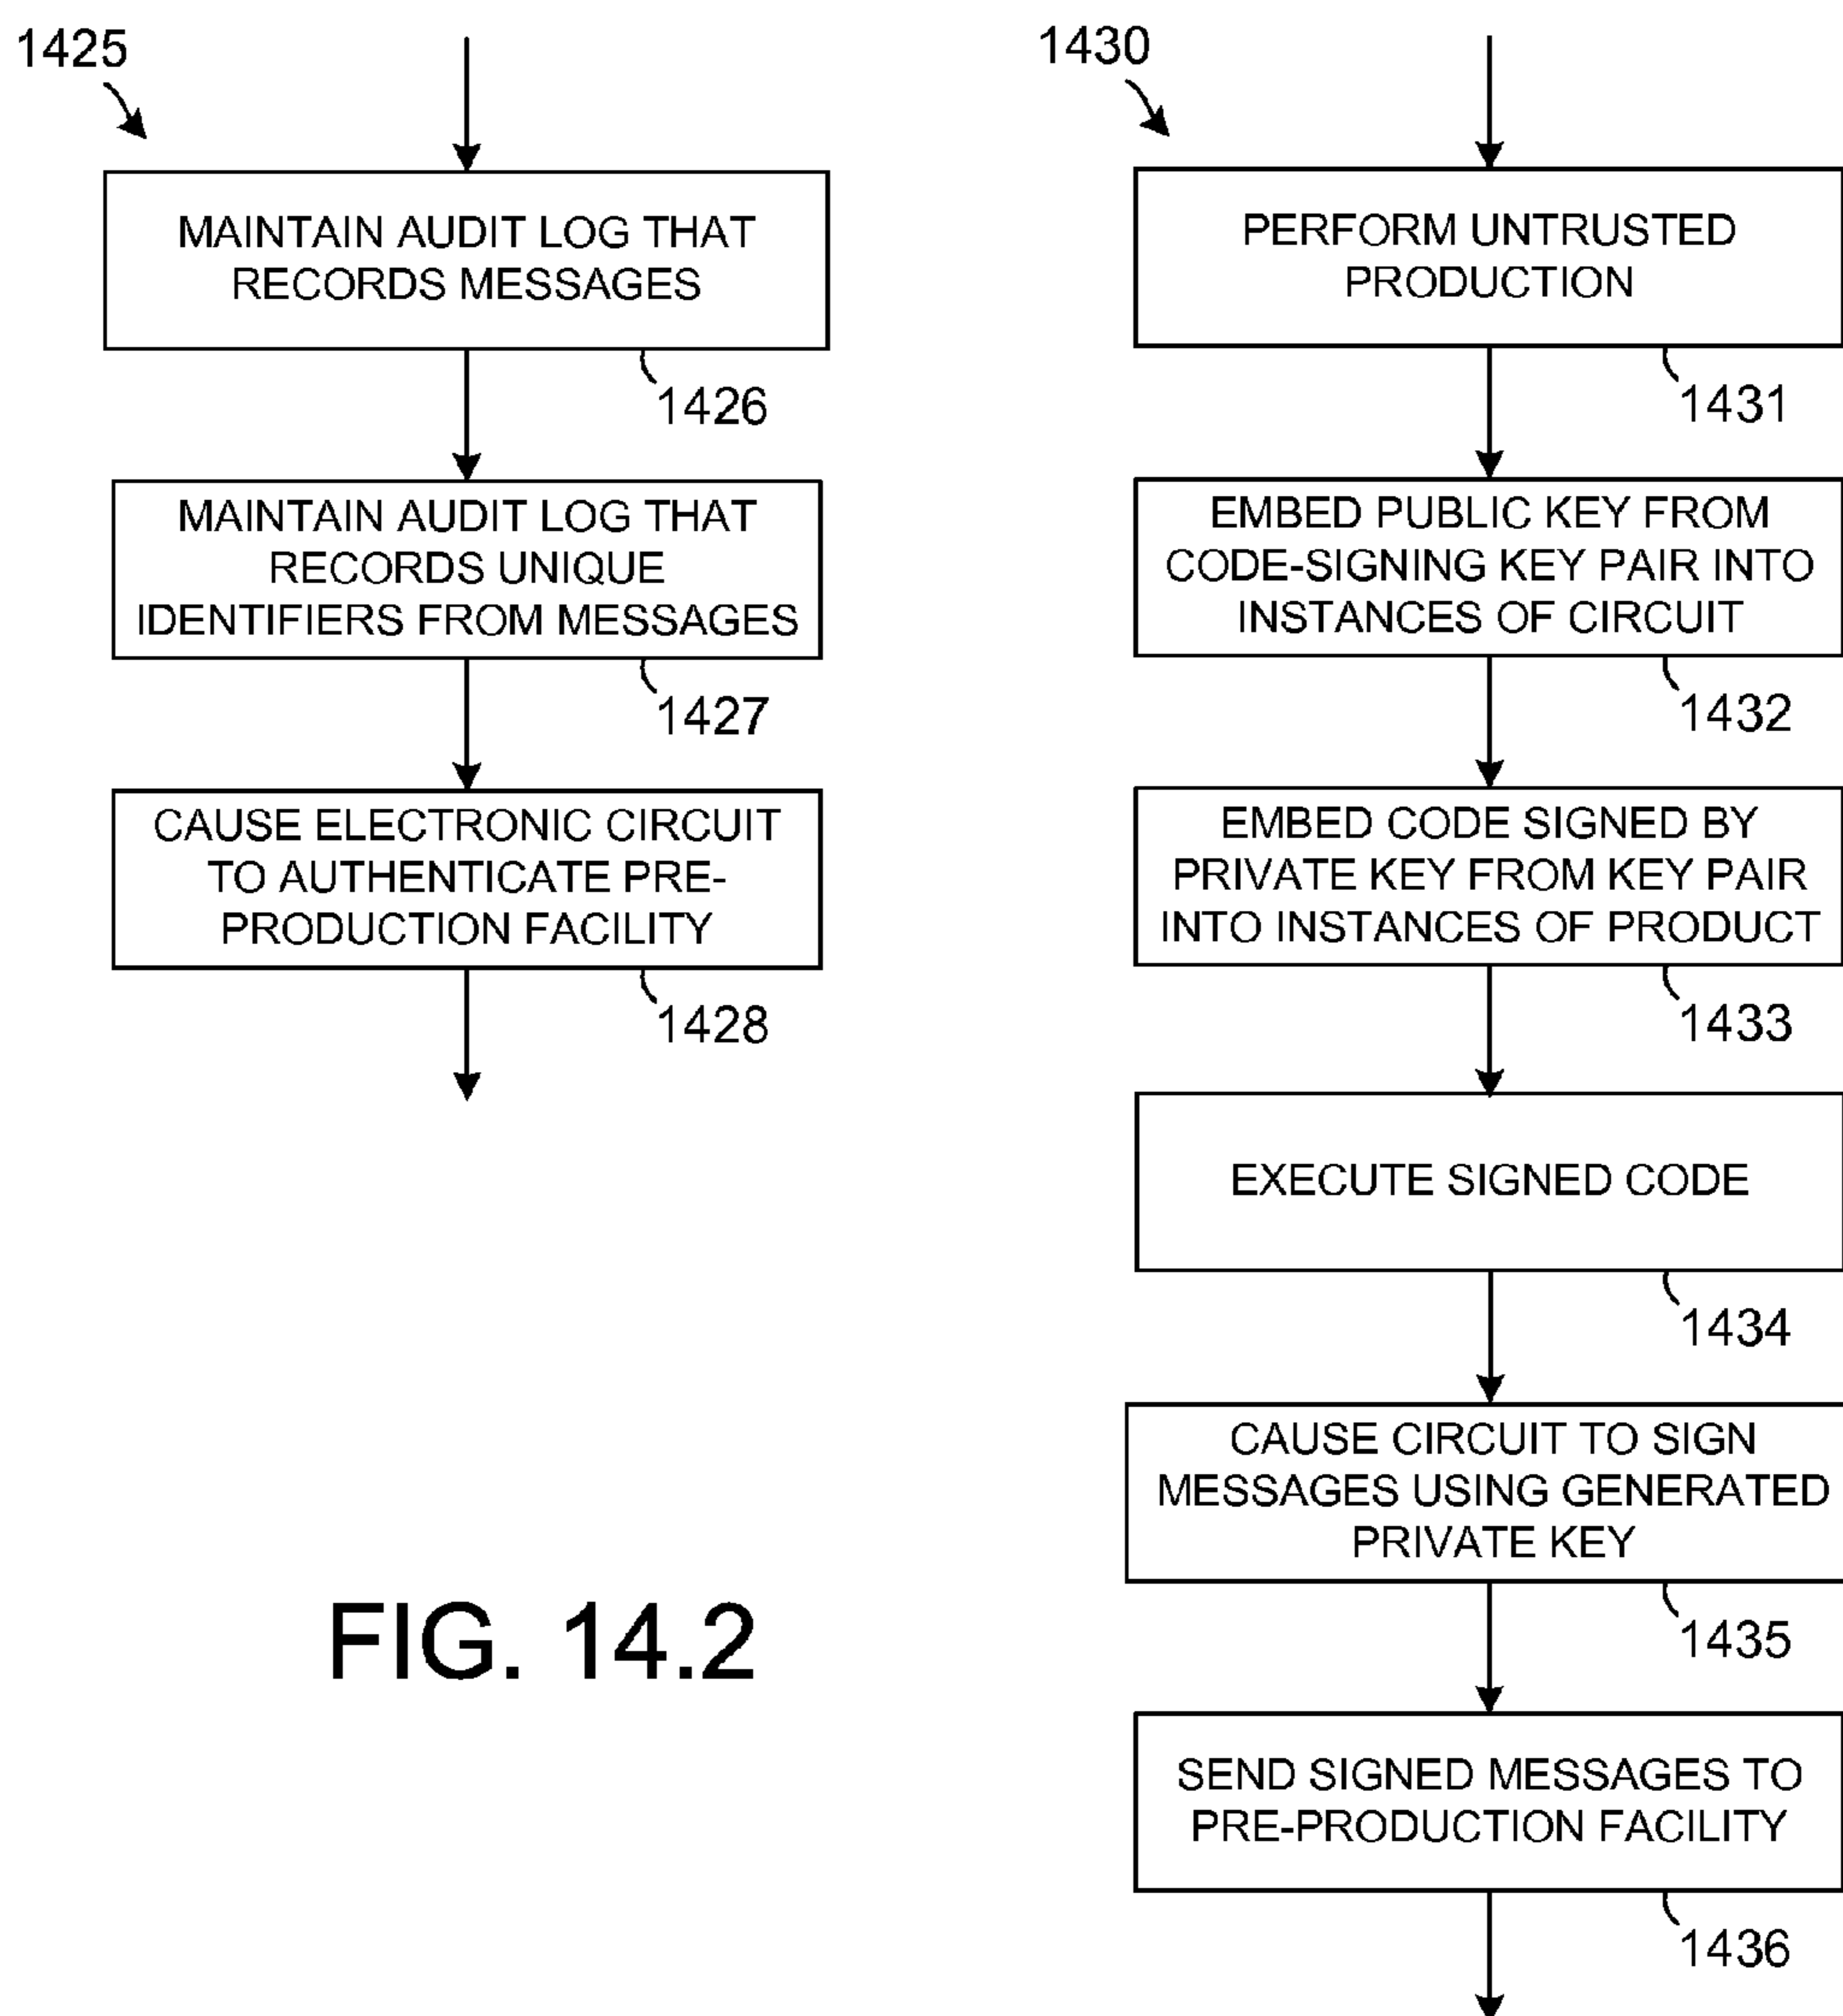 1425
MAINTAIN AUDIT LOG THAT
RECORDS MESSAGES
1426
MAINTAIN AUDIT LOG THAT
RECORDS UNIQUE
IDENTIFIERS FROM MESSAGES
1427
CAUSE ELECTRONIC CIRCUIT
TO AUTHENTICATE PRE-
PRODUCTION FACILITY
1428
FIG. 14.2
1430
PERFORM UNTRUSTED
PRODUCTION
1431
EMBED PUBLIC KEY FROM
CODE-SIGNING KEY PAIR INTO
INSTANCES OF CIRCUIT
1432
EMBED CODE SIGNED BY
PRIVATE KEY FROM KEY PAIR
INTO INSTANCES OF PRODUCT
1433
EXECUTE SIGNED CODE
1434
CAUSE CIRCUIT TO SIGN
MESSAGES USING GENERATED
PRIVATE KEY
1435
SEND SIGNED MESSAGES TO
PRE-PRODUCTION FACILITY
1436